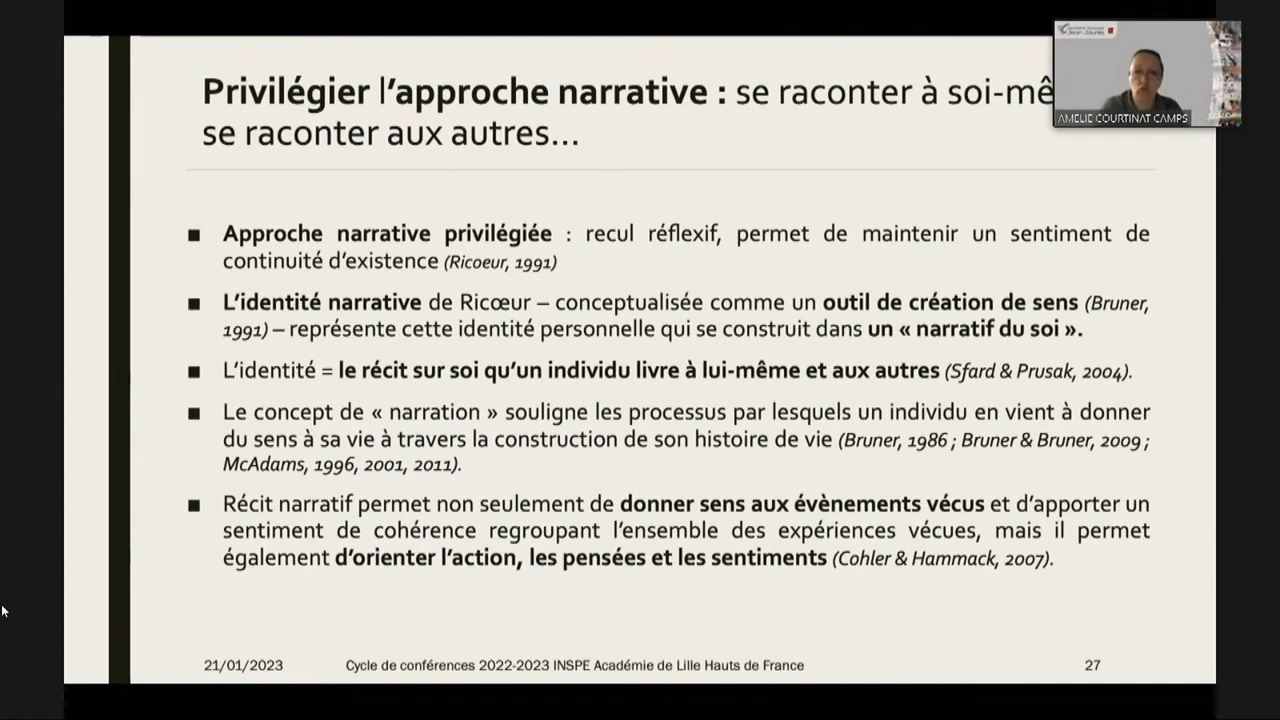 Privilégier l'approche narrative : se raconter à soi-mê
se raconter aux autres...
Jean Jaurès
AMELIE COURTINAT CAMPS
■ Approche narrative privilégiée : recul réflexif, permet de maintenir un sentiment de
continuité d'existence (Ricoeur, 1991)
■ L'identité narrative de Ricœur – conceptualisée comme un outil de création de sens (Bruner,
1991) – représente cette identité personnelle qui se construit dans un « narratif du soi ».
■ L'identité = le récit sur soi qu'un individu livre à lui-même et aux autres (Sfard & Prusak, 2004).
■ Le concept de « narration » souligne les processus par lesquels un individu en vient à donner
du sens à sa vie à travers la construction de son histoire de vie (Bruner, 1986 ; Bruner & Bruner, 2009 ;
McAdams, 1996, 2001, 2011).
■ Récit narratif permet non seulement de donner sens aux évènements vécus et d'apporter un
sentiment de cohérence regroupant l'ensemble des expériences vécues, mais il permet
également d'orienter l'action, les pensées et les sentiments (Cohler & Hammack, 2007).
21/01/2023 Cycle de conférences 2022-2023 INSPE Académie de Lille Hauts de France 27